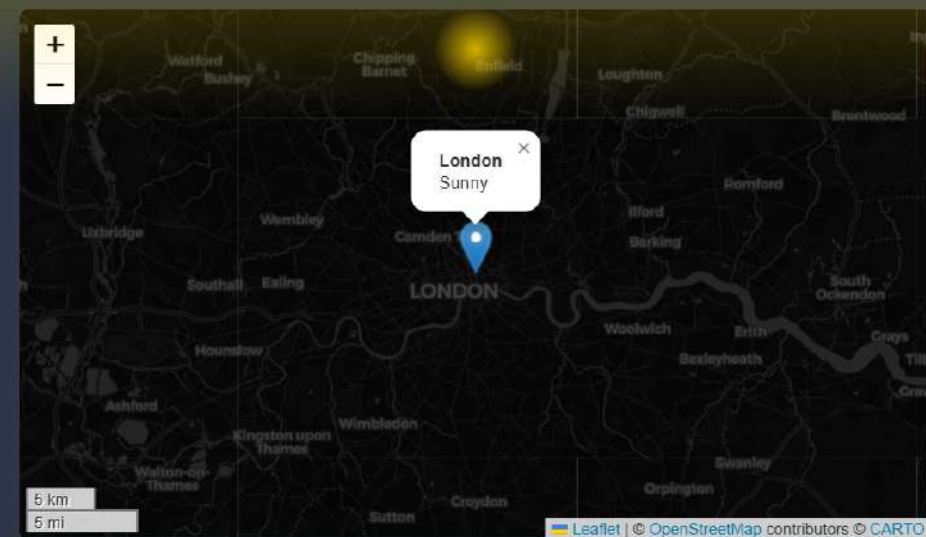 +
Watford
Chipping
Barnet
Enfield
Bushey
Loughton
−
Chigwell
Brentwood
London ×
Sunny
Romford
Ilford
Wembley
Uxbridge
Camden
Barking
Southall
Ealing
South
Ockendon
LONDON
Woolwich
Erith
Grays
Hounslow
Bexleyheath
Ashford
Wimbledon
Kingston upon
Thames
Swanley
Walton-on-
Thames
Orpington
5 km
Croydon
5 mi
Sutton
Leaflet | © OpenStreetMap contributors © CARTO